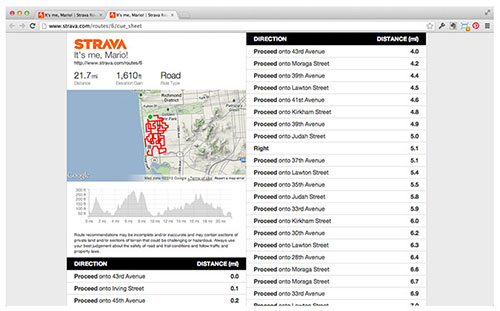 It's me, Mario! | Strava Ro
It's me, Mario! | Strava Ro
www.strava.com/routes/6/cue_sheet
STRAVA
It's me, Mario!
http://www.strava.com/routes/6
21.7mi
Distance
1,610ft
Elevation Gain
Road
Ride Type
Richmond
District
Google
Map data ©2013 Google
Terms of Use
Report a map error
Route recommendations may be incomplete and/or inaccurate and may contain sections of
private land and/or sections of terrain that could be challenging or hazardous. Always use
your best judgement about the safety of road and trail conditions and follow traffic and
property laws.
DIRECTION DISTANCE (mi)
Proceed onto 43rd Avenue 0.0
Proceed onto Irving Street 0.1
Proceed onto 45th Avenue 0.2
DIRECTION DISTANCE (mi)
Proceed onto 43rd Avenue 4.0
Proceed onto Moraga Street 4.2
Proceed onto 39th Avenue 4.4
Proceed onto Lawton Street 4.5
Proceed onto 41st Avenue 4.6
Proceed onto Kirkham Street 4.8
Proceed onto 39th Avenue 4.9
Proceed onto Judah Street 5.0
Right 5.1
Proceed onto 37th Avenue 5.1
Proceed onto Lawton Street 5.4
Proceed onto 35th Avenue 5.5
Proceed onto Judah Street 5.8
Proceed onto 33rd Avenue 5.9
Proceed onto Kirkham Street 6.0
Proceed onto 30th Avenue 6.2
Proceed onto Lawton Street 6.3
Proceed onto 28th Avenue 6.4
Proceed onto Moraga Street 6.6
Proceed onto Moraga Street 6.7
Proceed onto 33rd Avenue 6.9
Proceed onto Lawton Street 7.0